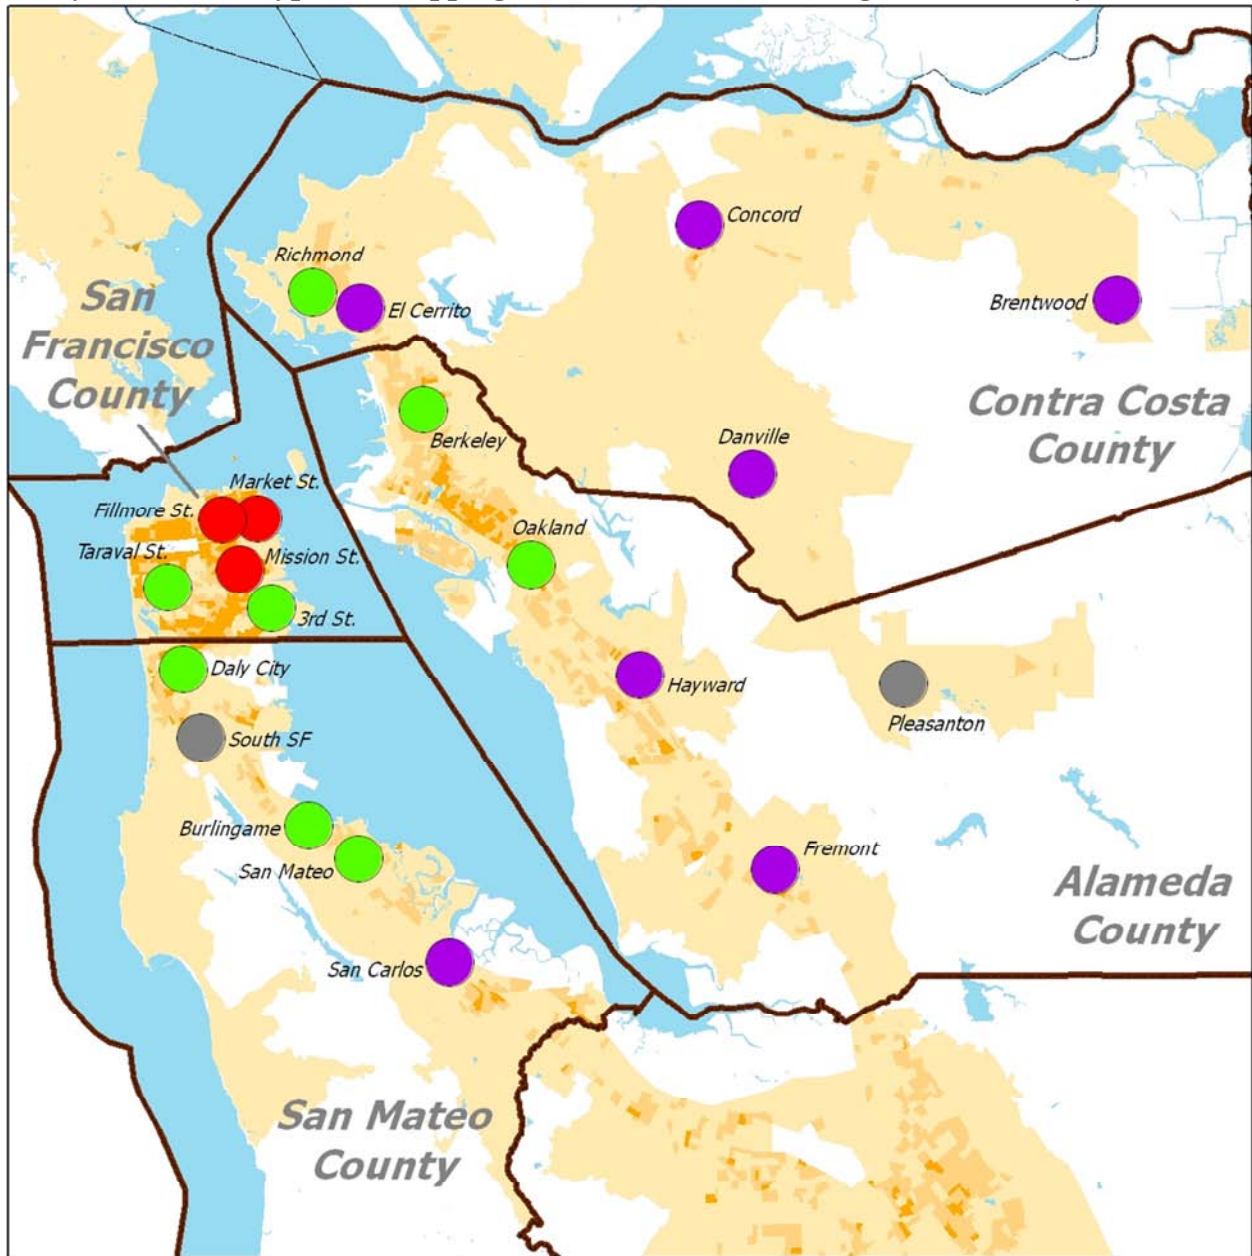 Concord
Richmond
San
Francisco
County
El Cerrito
Brentwood
Contra Costa
County
Berkeley
Danville
Market St.
Fillmore St.
Oakland
Taraval St.
Mission St.
3rd St.
Daly City
Hayward
Pleasanton
South SF
Burlingame
San Mateo
Fremont
Alameda
County
San Carlos
San Mateo
County